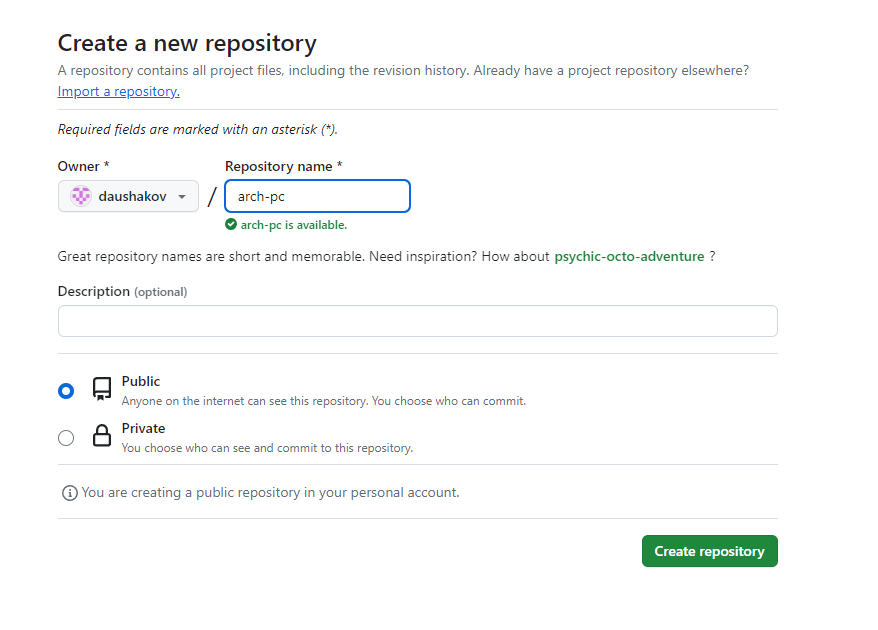 Create a new repository
A repository contains all project files, including the revision history. Already have a project repository elsewhere?
Import a repository.
Required fields are marked with an asterisk (*).
Owner * Repository name *
daushakov / arch-pc
arch-pc is available.
Great repository names are short and memorable. Need inspiration? How about psychic-octo-adventure ?
Description (optional)
Public
Anyone on the internet can see this repository. You choose who can commit.
Private
You choose who can see and commit to this repository.
You are creating a public repository in your personal account.
Create repository